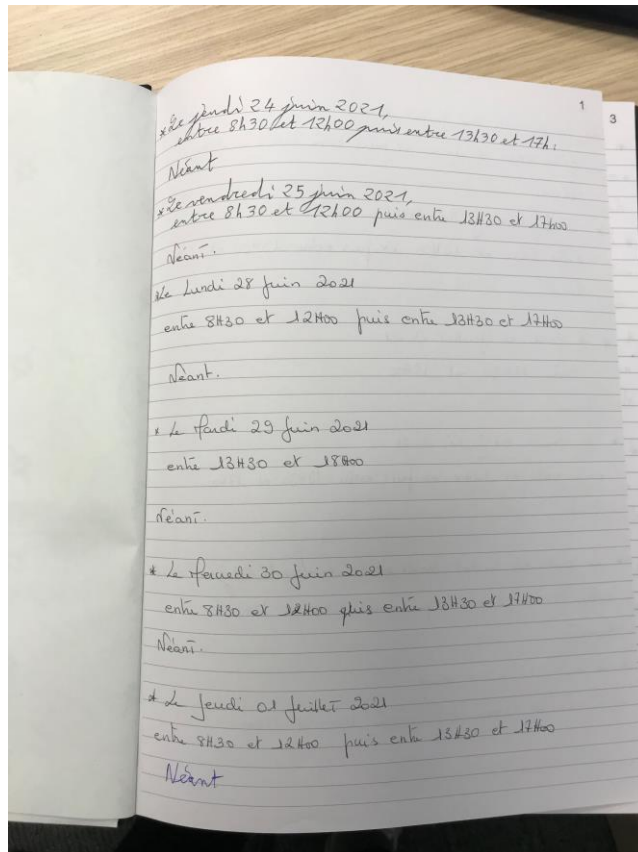 1
3
* Le jeudi 24 juin 2021,
entre 8h30 et 12h00 puis entre 13h30 et 17h.
Néant
* Le vendredi 25 juin 2021,
entre 8h30 et 12h00 puis entre 13H30 et 17h00
Néant.
* Le Lundi 28 juin 2021
entre 8H30 et 12H00 puis entre 13H30 et 17H00
Néant.
* Le Mardi 29 juin 2021
entre 13H30 et 18H00
Néant.
* Le Mercredi 30 juin 2021
entre 8H30 et 12H00 puis entre 13H30 et 17H00
Néant.
* Le Jeudi 01 juillet 2021
entre 8H30 et 12H00 puis entre 13H30 et 17H00
Néant